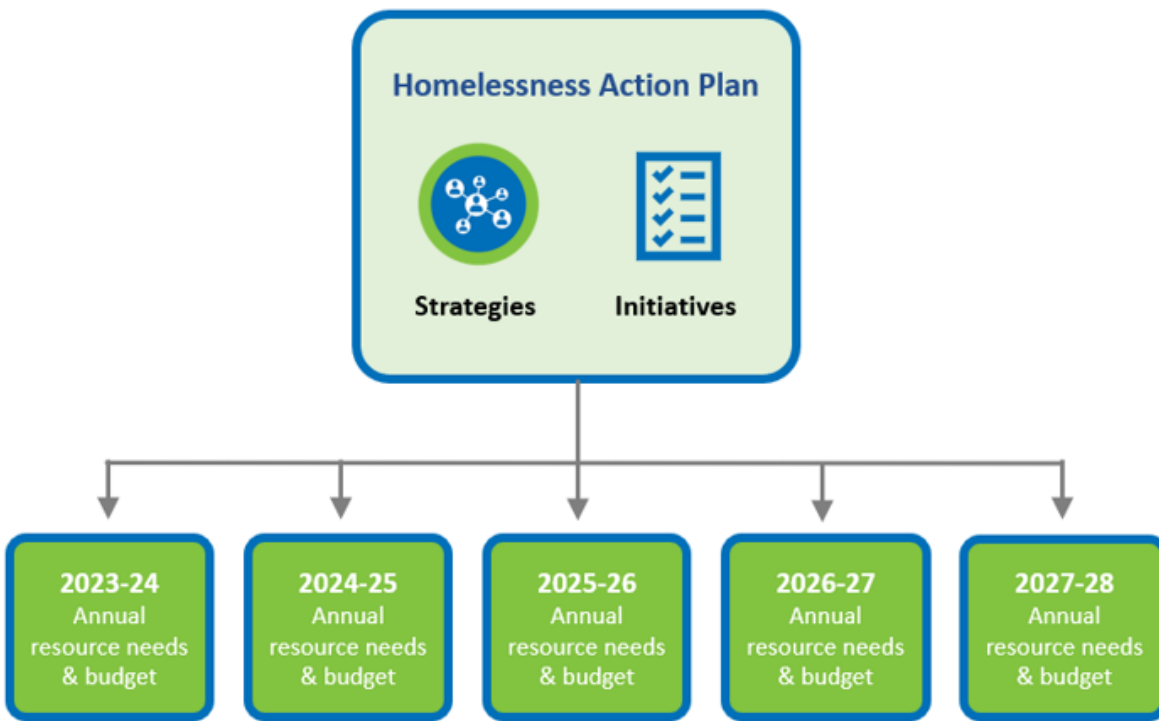 Homelessness Action Plan
Strategies
Initiatives
2023-24
Annual
resource needs
& budget
2024-25
Annual
resource needs
& budget
2025-26
Annual
resource needs
& budget
2026-27
Annual
resource needs
& budget
2027-28
Annual
resource needs
& budget